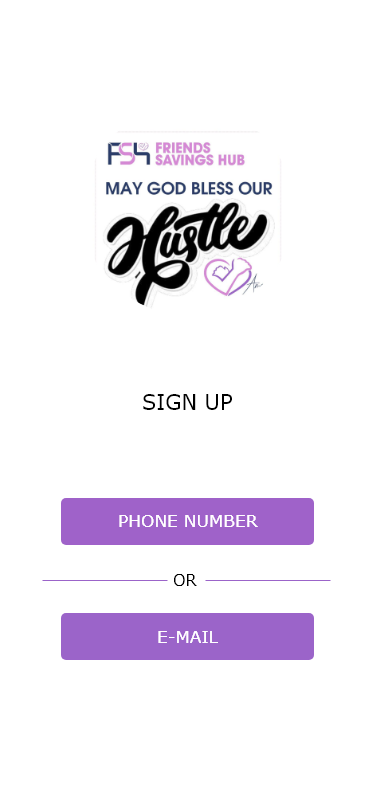 FSH FRIENDS
SAVINGS HUB
MAY GOD BLESS OUR
Hustle
SIGN UP
PHONE NUMBER
OR
E-MAIL